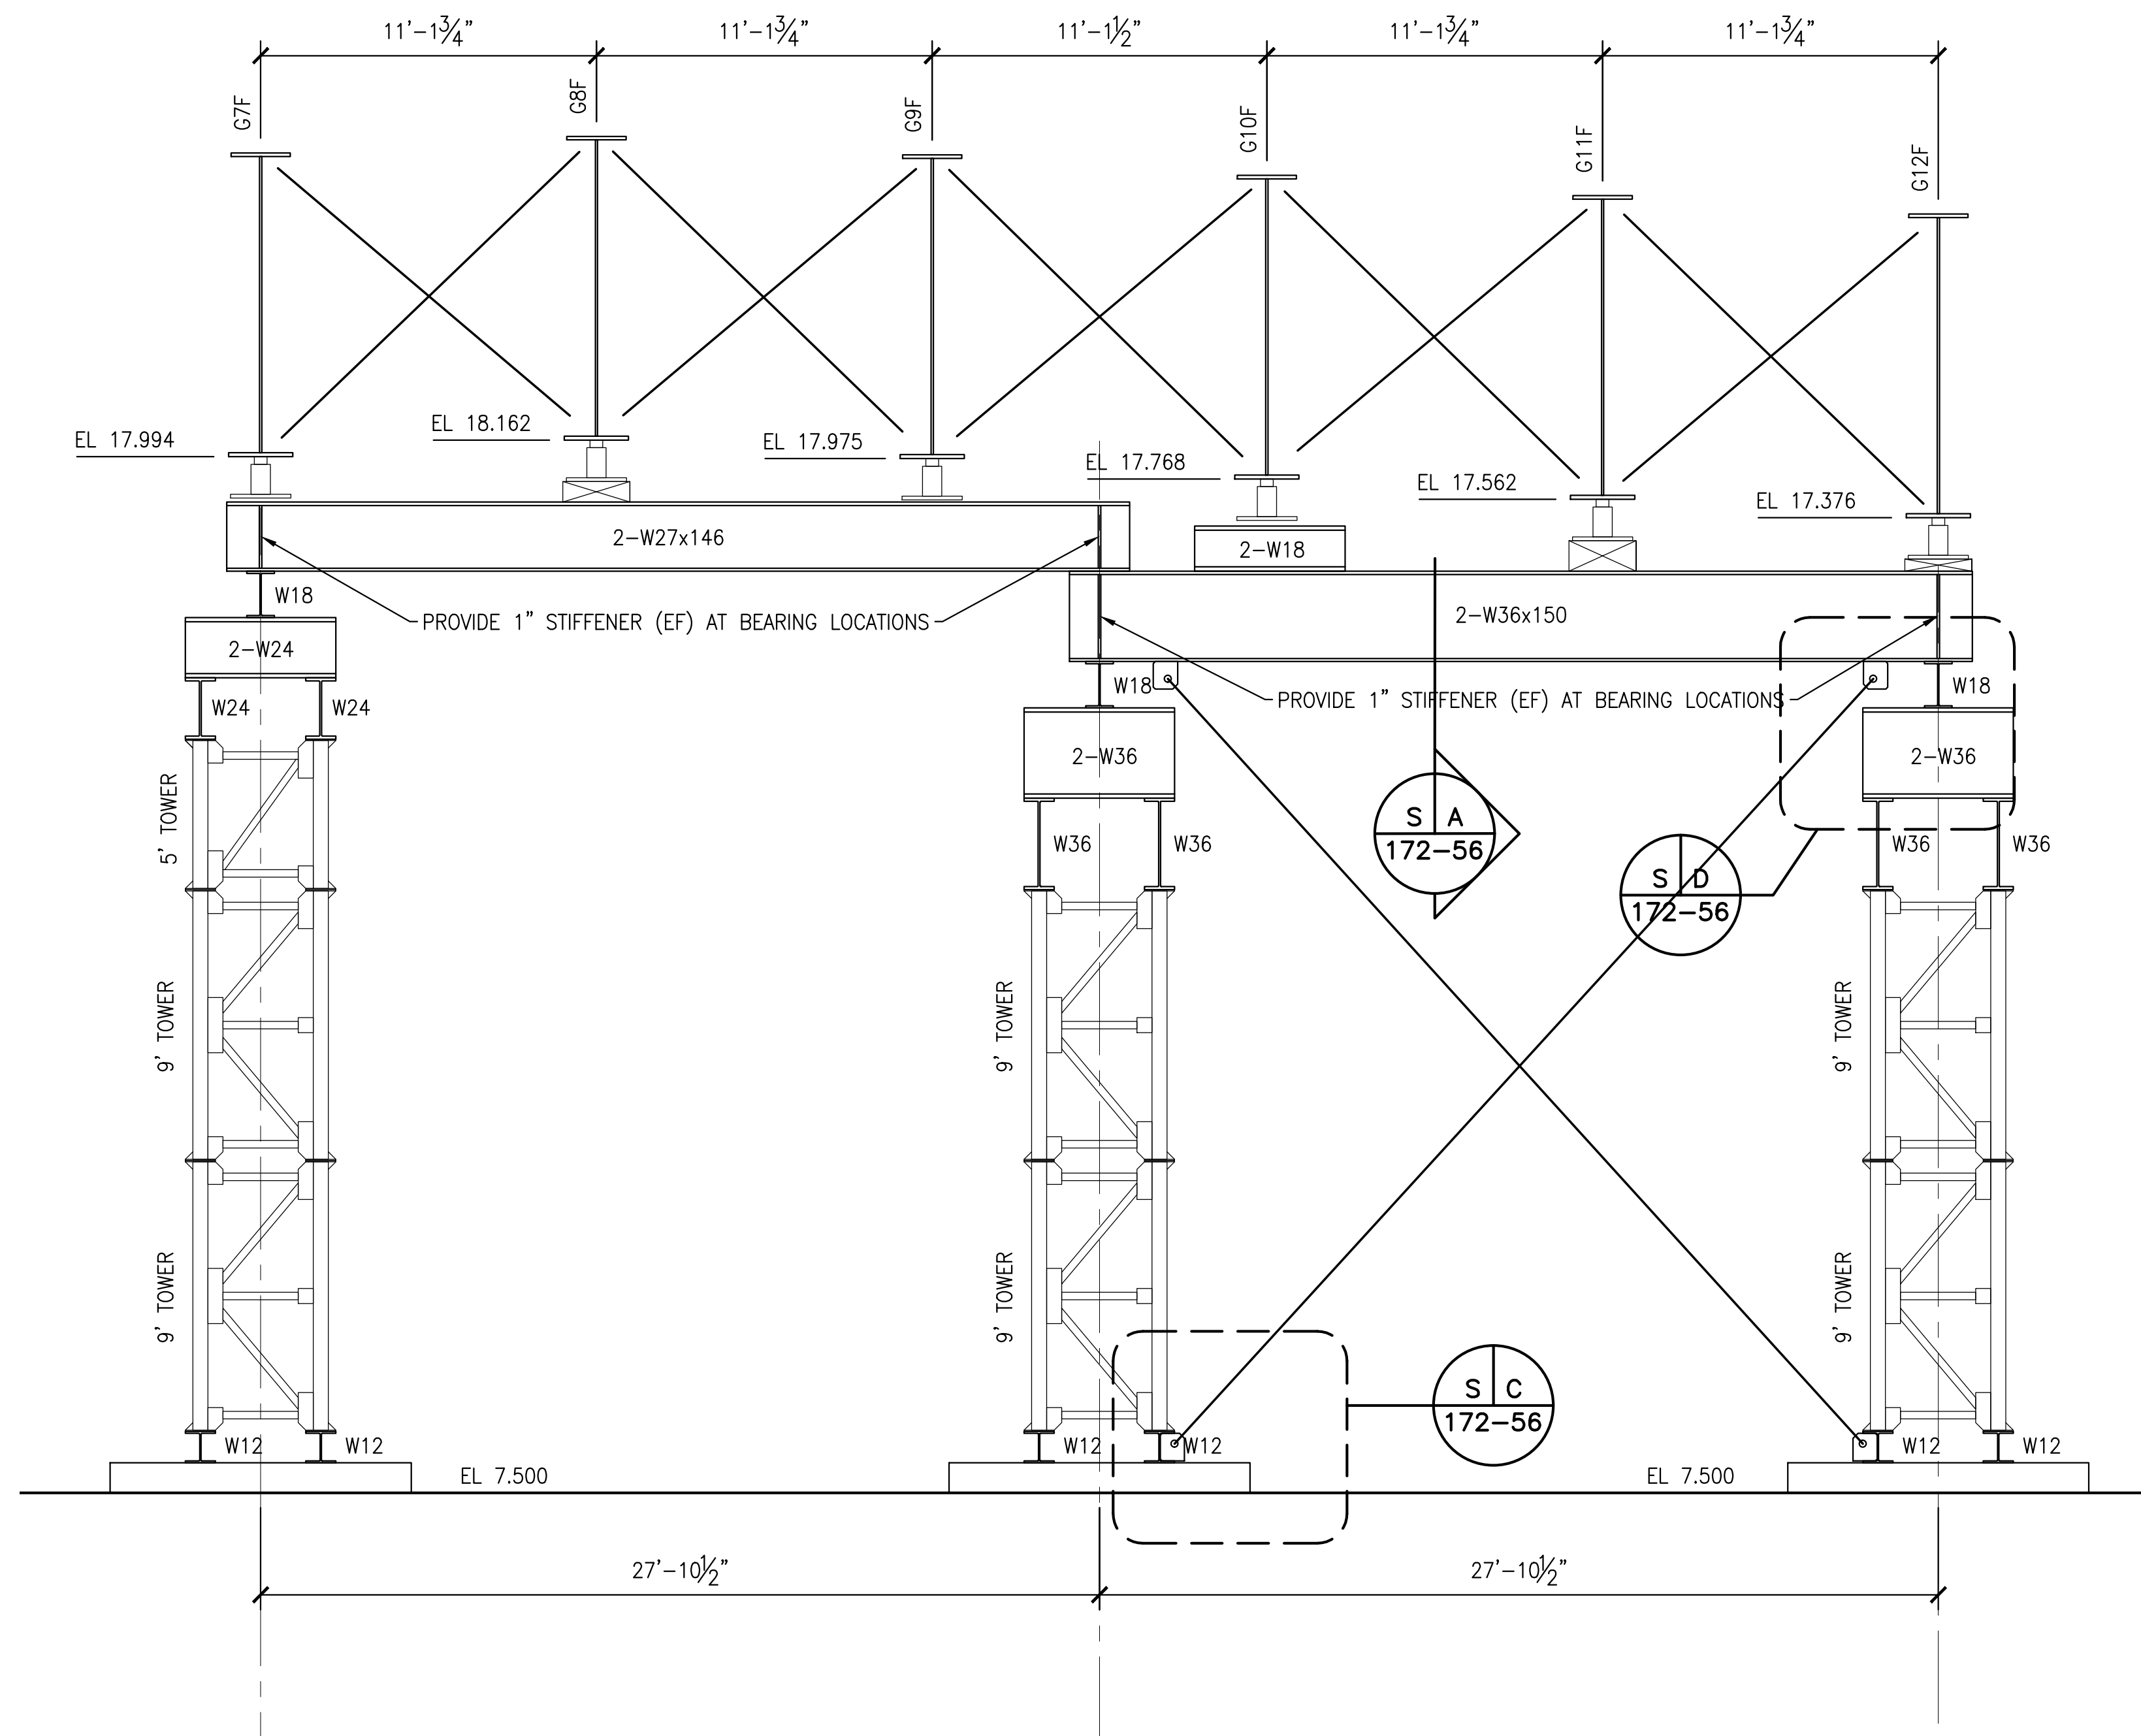 11'-1¾" 11'-1¾" 11'-1½" 11'-1¾" 11'-1¾"
G7F G8F G9F G10F G11F G12F
EL 17.994 EL 18.162 EL 17.975 EL 17.768 EL 17.562 EL 17.376
2-W27x146 2-W18
W18 PROVIDE 1" STIFFENER (EF) AT BEARING LOCATIONS 2-W36x150
2-W24
W18 PROVIDE 1" STIFFENER (EF) AT BEARING LOCATIONS W18
W24 W24
2-W36 2-W36
5' TOWER
W36 W36 S A W36 W36
172-56
S D
172-56
9' TOWER 9' TOWER 9' TOWER
9' TOWER 9' TOWER 9' TOWER
S C
172-56
W12 W12 W12 W12 W12 W12
EL 7.500 EL 7.500
27'-10½" 27'-10½"